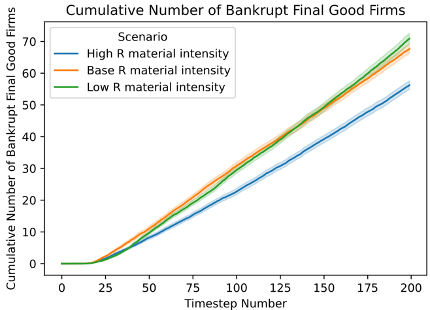 Cumulative Number of Bankrupt Final Good Firms
Cumulative Number of Bankrupt Final Good Firms
Scenario
High R material intensity
Base R material intensity
Low R material intensity
70
60
50
40
30
20
10
0
0 25 50 75 100 125 150 175 200
Timestep Number